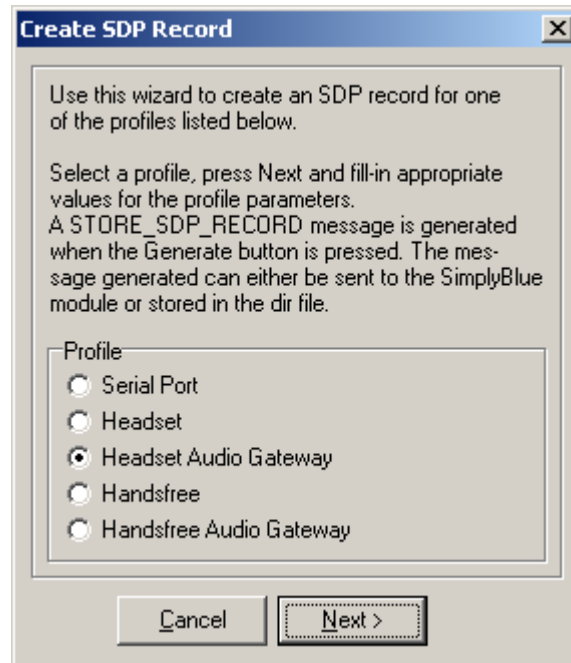 Create SDP Record
Use this wizard to create an SDP record for one
of the profiles listed below.
Select a profile, press Next and fill-in appropriate
values for the profile parameters.
A STORE_SDP_RECORD message is generated
when the Generate button is pressed. The mes-
sage generated can either be sent to the SimplyBlue
module or stored in the dir file.
Profile
Serial Port
Headset
Headset Audio Gateway
Handsfree
Handsfree Audio Gateway
Cancel
Next >